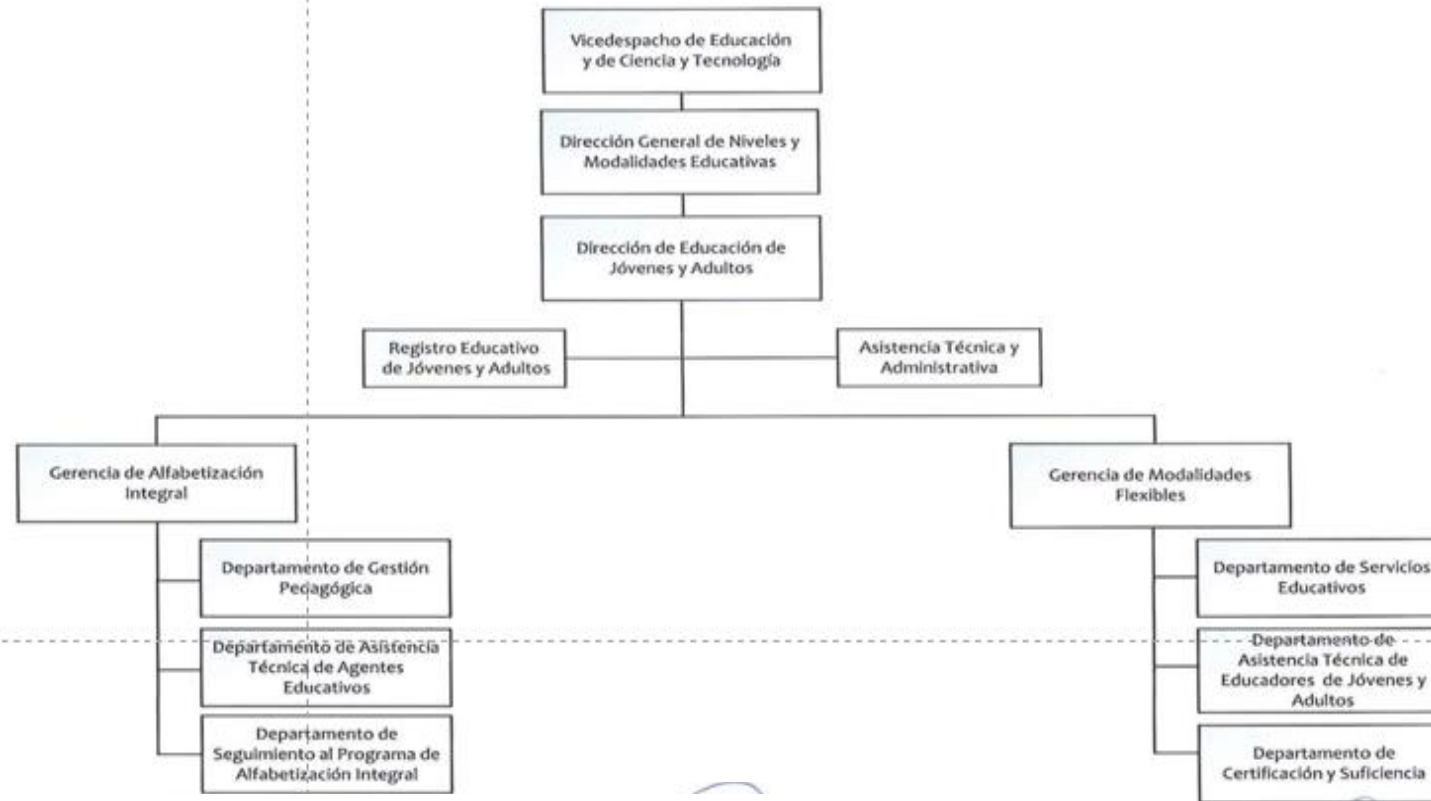 Vicedespacho de Educación
y de Ciencia y Tecnología
Dirección General de Niveles y
Modalidades Educativas
Dirección de Educación de
Jóvenes y Adultos
Registro Educativo
de Jóvenes y Adultos
Asistencia Técnica y
Administrativa
Gerencia de Alfabetización
Integral
Gerencia de Modalidades
Flexibles
Departamento de Gestión
Pedagógica
Departamento de Asistencia
Técnica de Agentes
Educativos
Departamento de
Seguimiento al Programa de
Alfabetización Integral
Departamento de Servicios
Educativos
Departamento de
Asistencia Técnica de
Educadores de Jóvenes y
Adultos
Departamento de
Certificación y Suficiencia